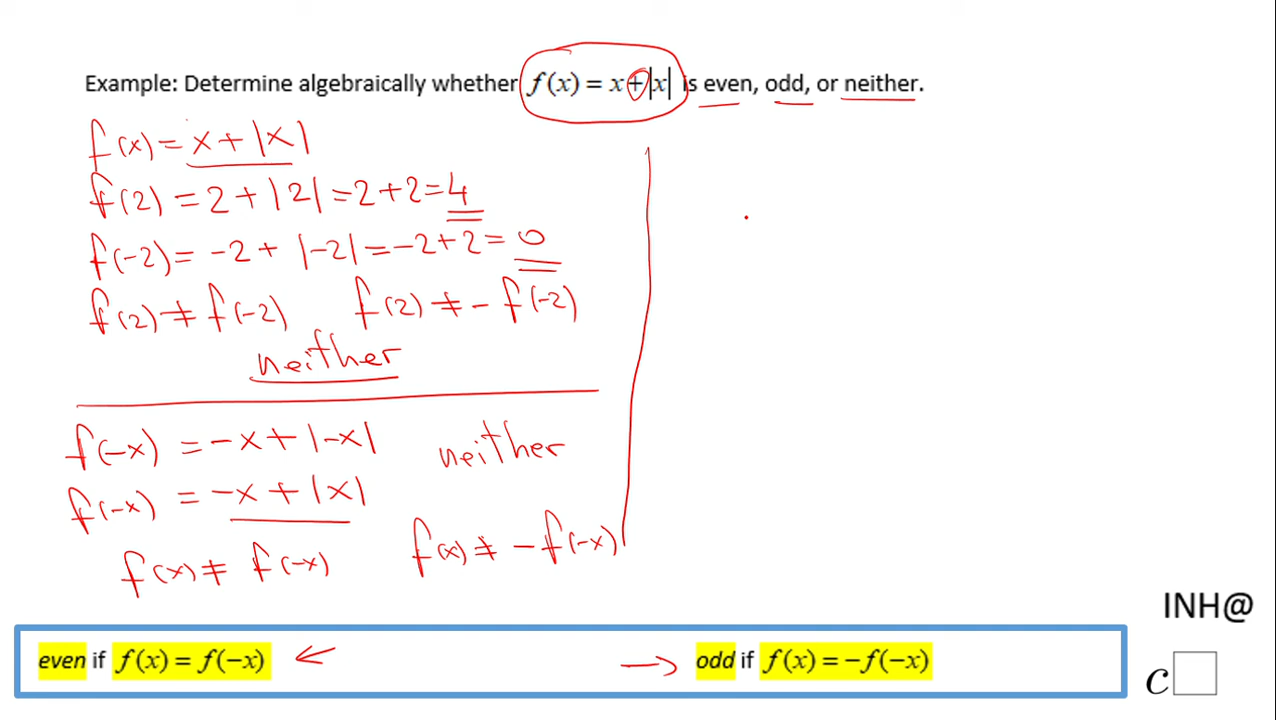 Example: Determine algebraically whether f(x) = x+|x| is even, odd, or neither.
f(x) = x + |x|
f(2) = 2 + |2| = 2+2 = 4
f(-2) = -2 + |-2| = -2+2 = 0
f(2) ≠ f(-2) f(2) ≠ - f(-2)
neither
f(-x) = -x + |-x| neither
f(-x) = -x + |x|
f(x) ≠ f(-x) f(x) ≠ - f(-x)
INH@
even if f(x) = f(-x) ← → odd if f(x) = -f(-x)
c